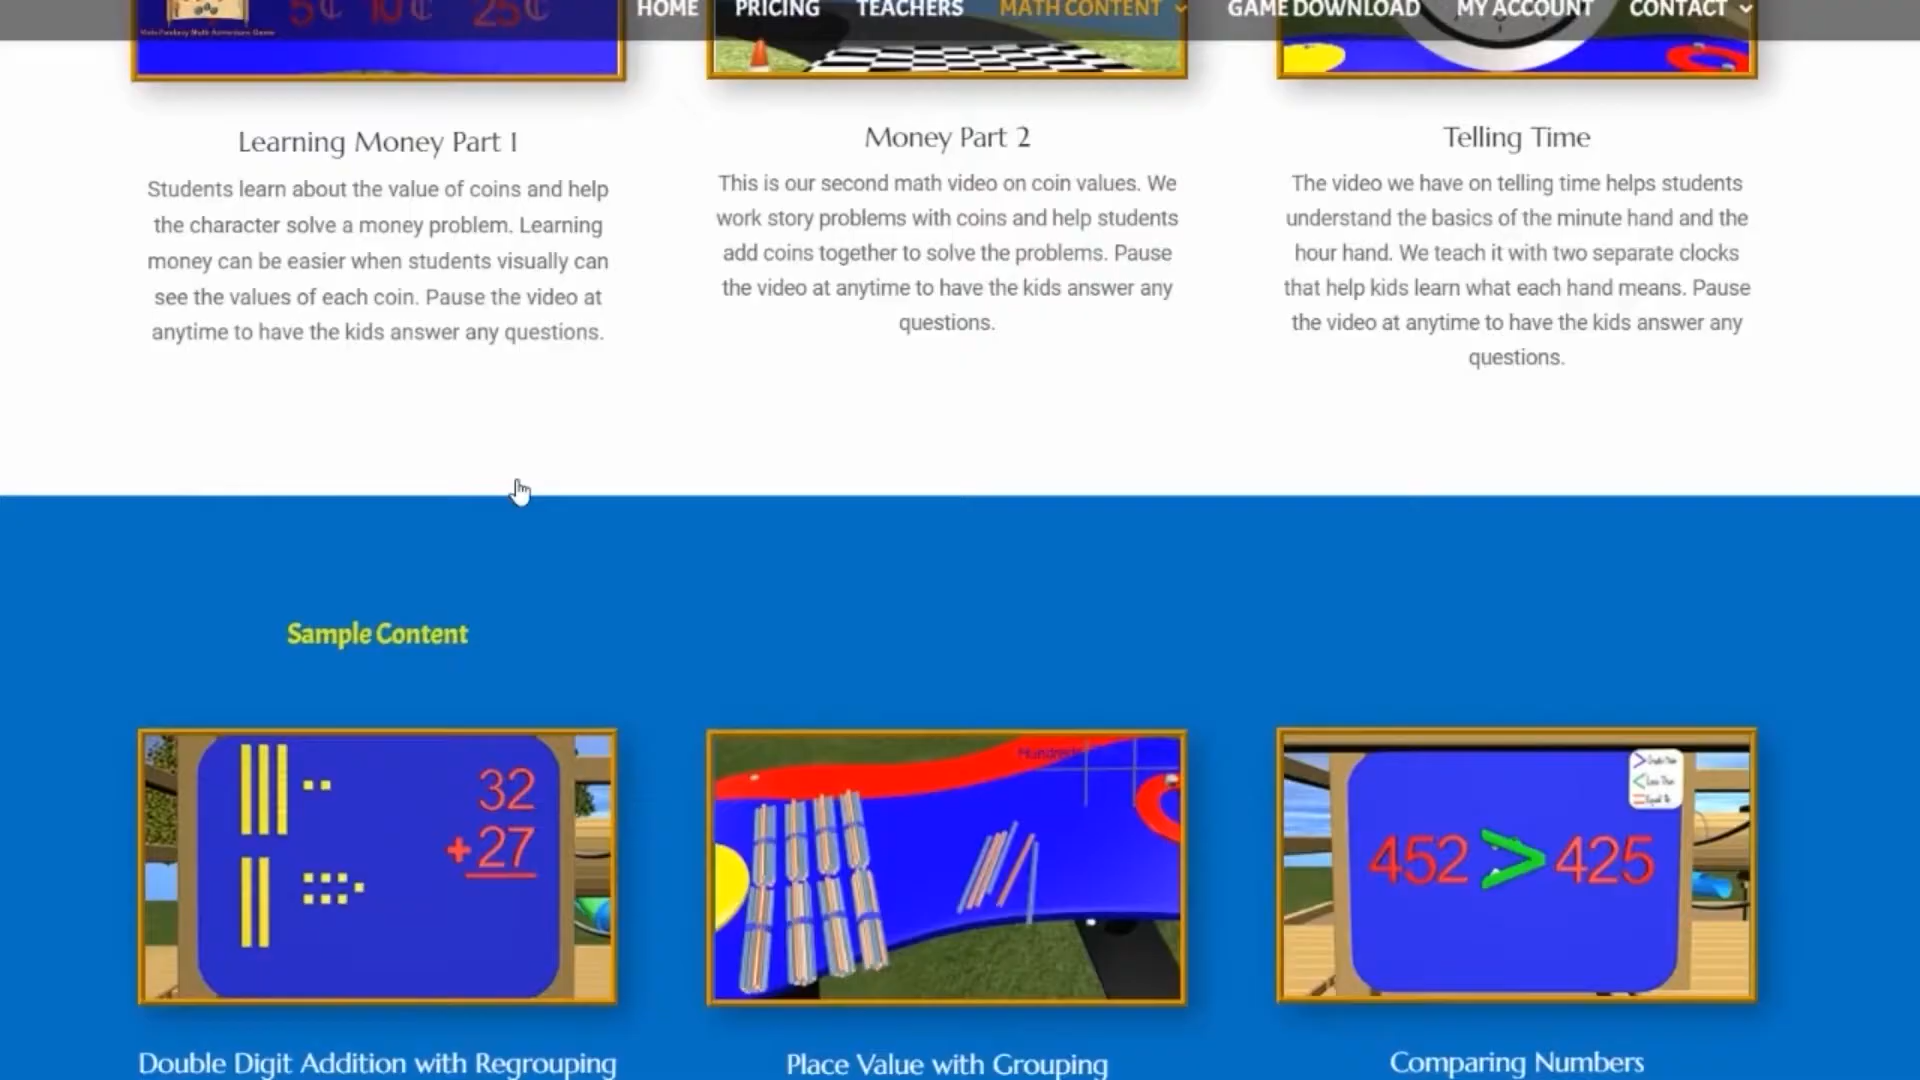 5¢ 10¢ 25¢
HOME PRICING TEACHERS MATH CONTENT GAME DOWNLOAD MY ACCOUNT CONTACT
Learning Money Part 1
Students learn about the value of coins and help
the character solve a money problem. Learning
money can be easier when students visually can
see the values of each coin. Pause the video at
anytime to have the kids answer any questions.
Money Part 2
This is our second math video on coin values. We
work story problems with coins and help students
add coins together to solve the problems. Pause
the video at anytime to have the kids answer any
questions.
Telling Time
The video we have on telling time helps students
understand the basics of the minute hand and the
hour hand. We teach it with two separate clocks
that help kids learn what each hand means. Pause
the video at anytime to have the kids answer any
questions.
Sample Content
32
+27
Hundreds
> Greater Than
< Less Than
= Equal To
452 > 425
Double Digit Addition with Regrouping
Place Value with Grouping
Comparing Numbers